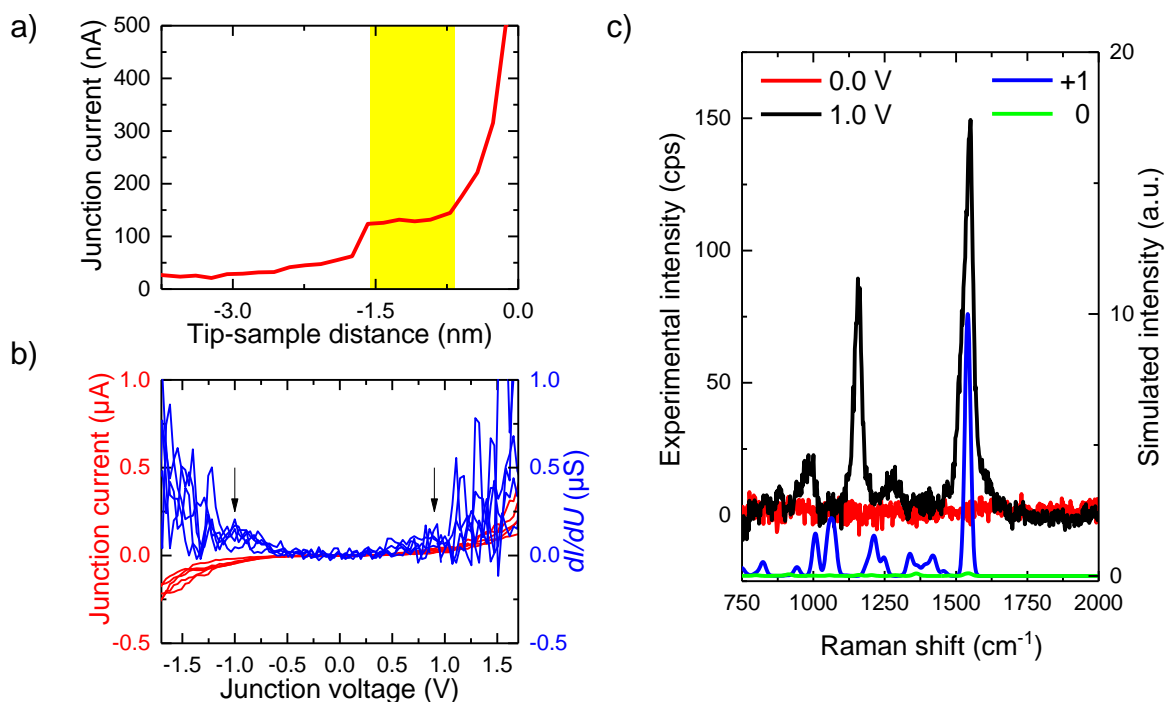 a)
Junction current (nA)
500
400
300
200
100
0
-3.0
-1.5
0.0
Tip-sample distance (nm)
b)
Junction current (µA)
1.0
0.5
0.0
-0.5
1.0
0.5
0.0
-0.5
dI/dU (µS)
-1.5
-1.0
-0.5
0.0
0.5
1.0
1.5
Junction voltage (V)
c)
Experimental intensity (cps)
150
100
50
0
0.0 V
1.0 V
+1
0
20
10
0
Simulated intensity (a.u.)
750 1000 1250 1500 1750 2000
Raman shift (cm⁻¹)